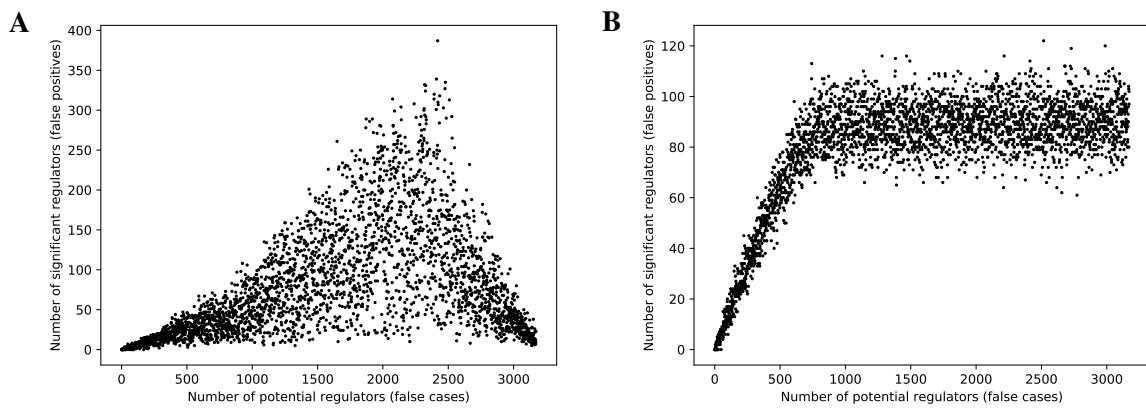 A
Number of significant regulators (false positives)
400
350
300
250
200
150
100
50
0
0 500 1000 1500 2000 2500 3000
Number of potential regulators (false cases)
B
Number of significant regulators (false positives)
120
100
80
60
40
20
0
0 500 1000 1500 2000 2500 3000
Number of potential regulators (false cases)